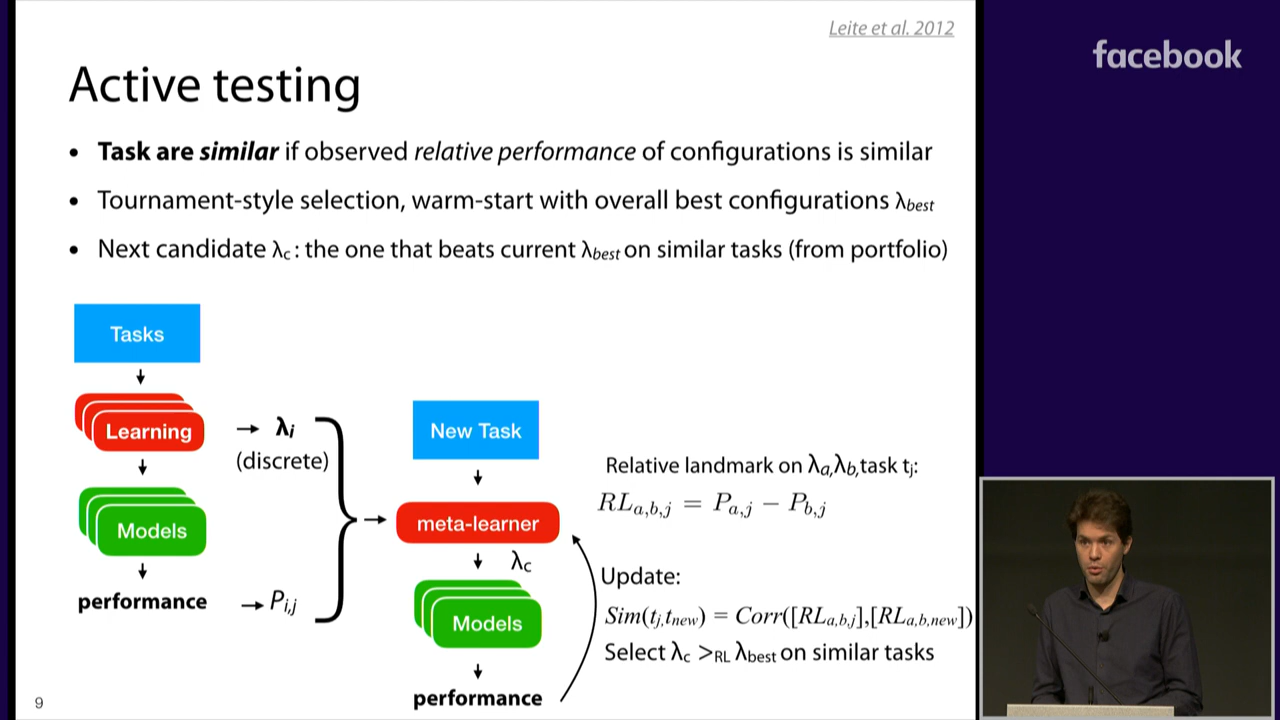 Leite et al. 2012
facebook
Active testing
• Task are similar if observed relative performance of configurations is similar
• Tournament-style selection, warm-start with overall best configurations λbest
• Next candidate λc: the one that beats current λbest on similar tasks (from portfolio)
Tasks
Learning
→ λi
(discrete)
Models
performance
→ Pi,j
New Task
meta-learner
λc
Models
performance
Relative landmark on λa,λb,task tj:
RLa,b,j = Pa,j − Pb,j
Update:
Sim(tj,tnew) = Corr([RLa,b,j],[RLa,b,new])
Select λc >RL λbest on similar tasks
9